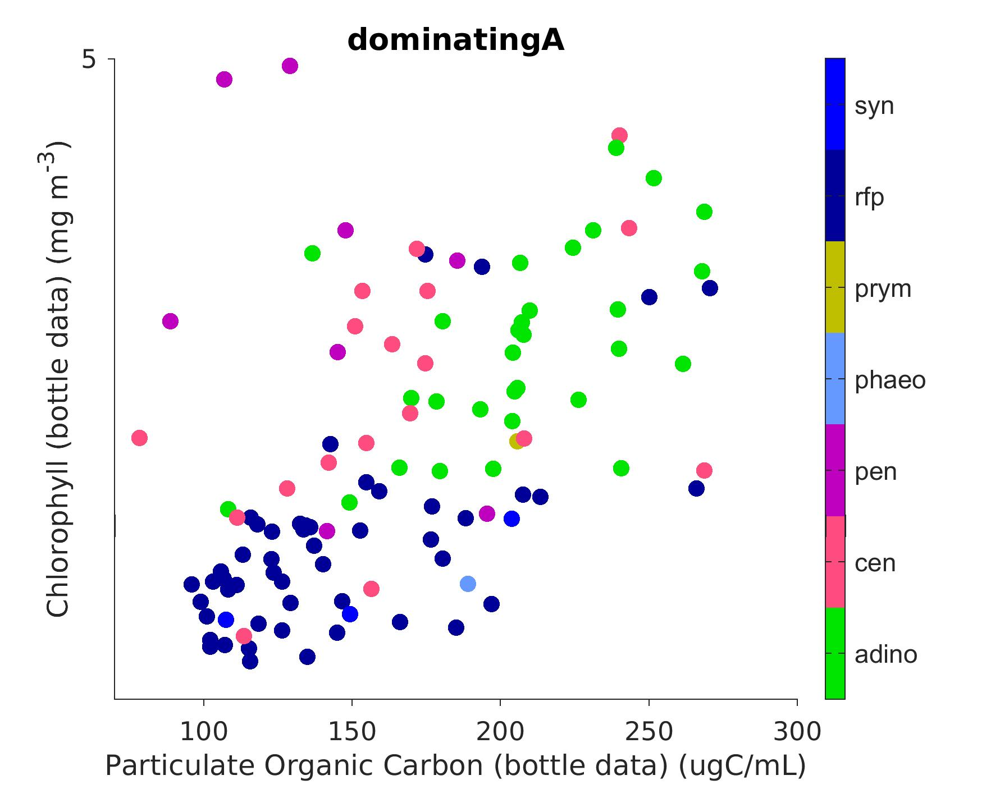 dominatingA
5
Chlorophyll (bottle data) (mg m⁻³)
100 150 200 250 300
Particulate Organic Carbon (bottle data) (ugC/mL)
syn
rfp
prym
phaeo
pen
cen
adino